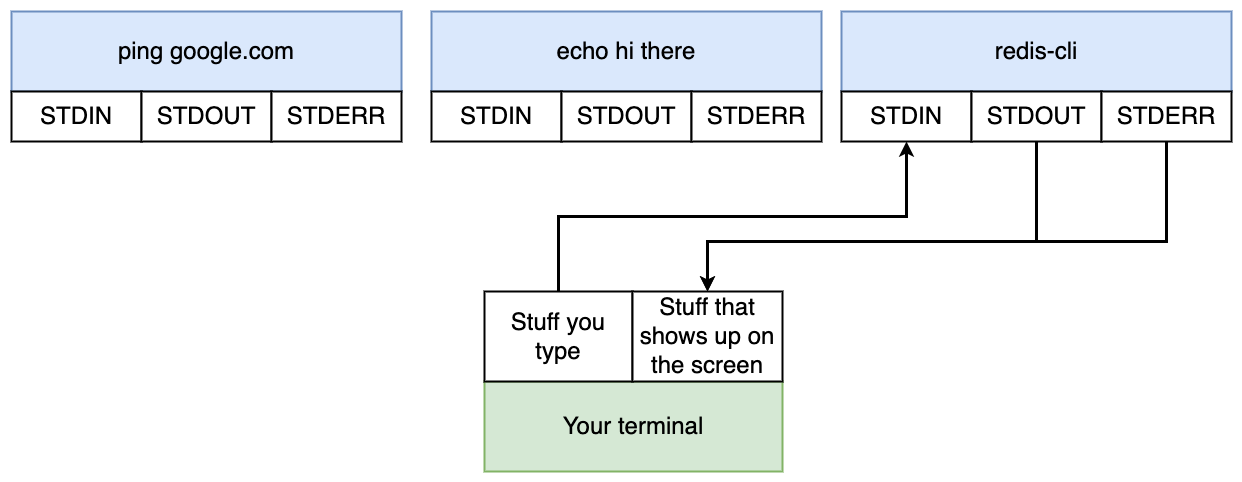 ping google.com
echo hi there
redis-cli
STDIN
STDOUT
STDERR
STDIN
STDOUT
STDERR
STDIN
STDOUT
STDERR
Stuff you
type
Stuff that
shows up on
the screen
Your terminal